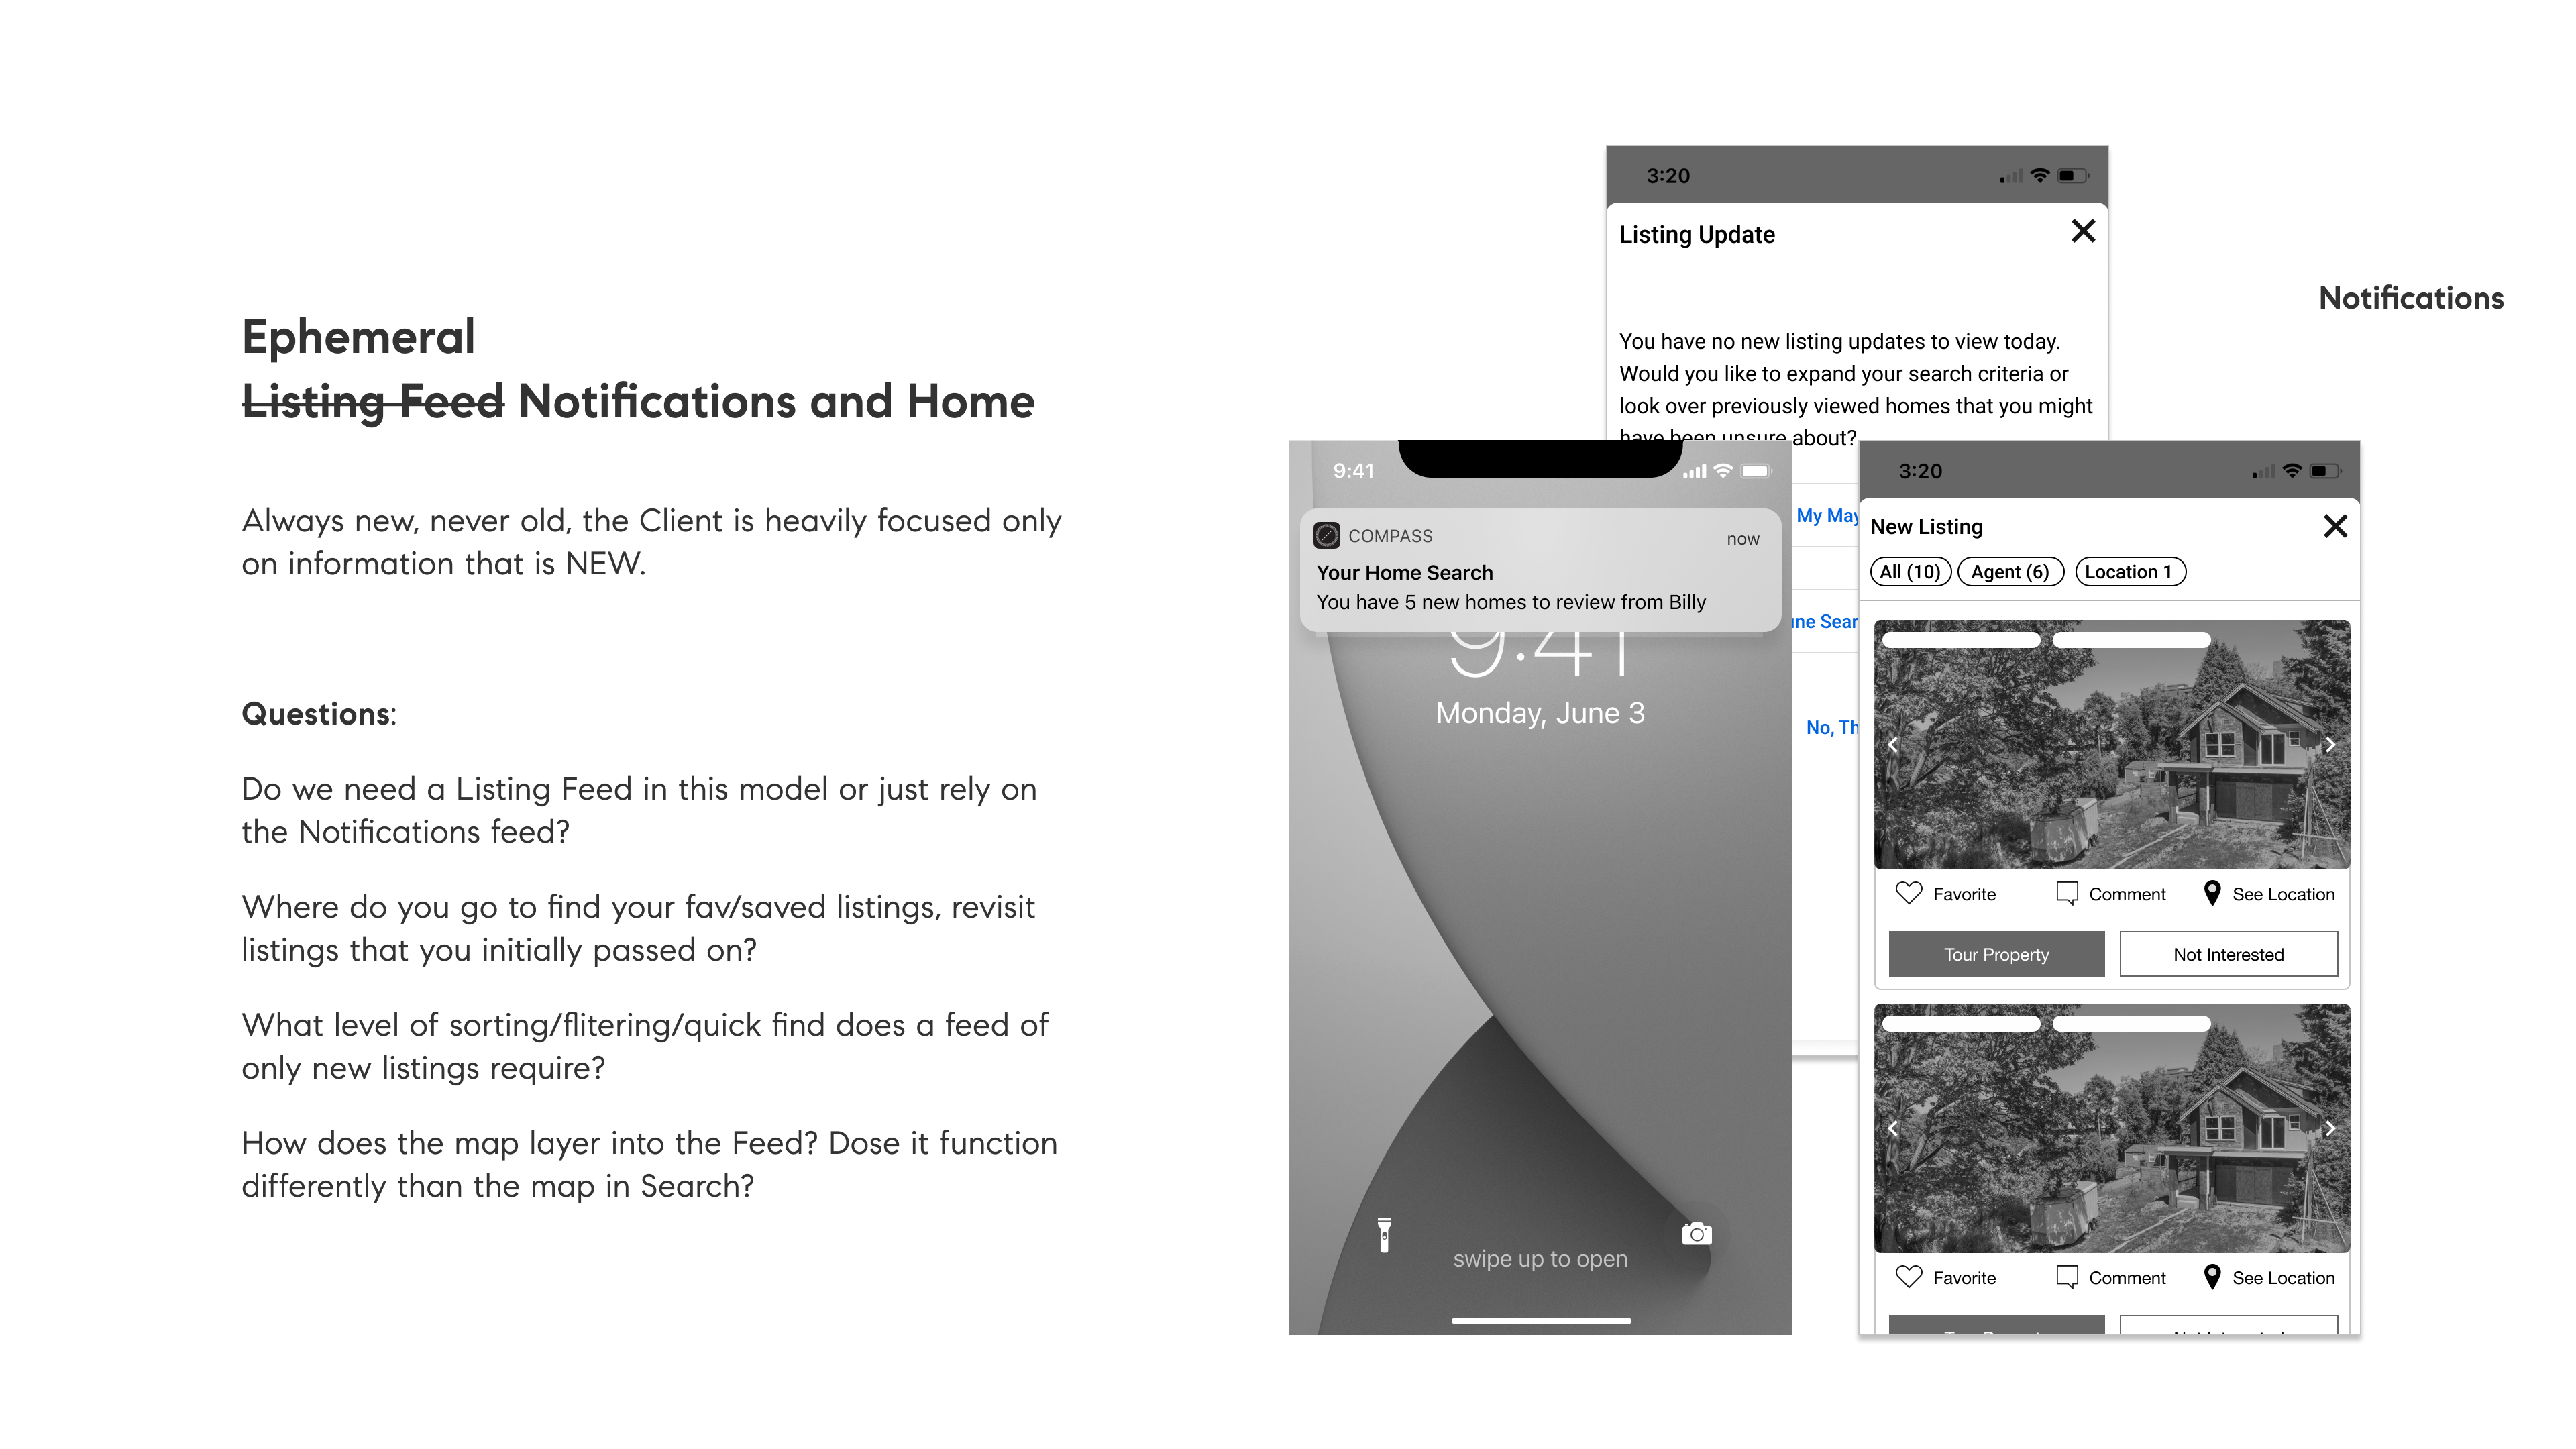 Ephemeral
Listing Feed Notifications and Home
Always new, never old, the Client is heavily focused only
on information that is NEW.
Questions:
Do we need a Listing Feed in this model or just rely on
the Notifications feed?
Where do you go to find your fav/saved listings, revisit
listings that you initially passed on?
What level of sorting/flitering/quick find does a feed of
only new listings require?
How does the map layer into the Feed? Dose it function
differently than the map in Search?
3:20
Listing Update
You have no new listing updates to view today.
Would you like to expand your search criteria or
look over previously viewed homes that you might
have been unsure about?
My May
Sear
No, Th
9:41
COMPASS
now
Your Home Search
You have 5 new homes to review from Billy
9:41
Monday, June 3
swipe up to open
3:20
New Listing
All (10)
Agent (6)
Location 1
Favorite
Comment
See Location
Tour Property
Not Interested
Favorite
Comment
See Location
Notifications